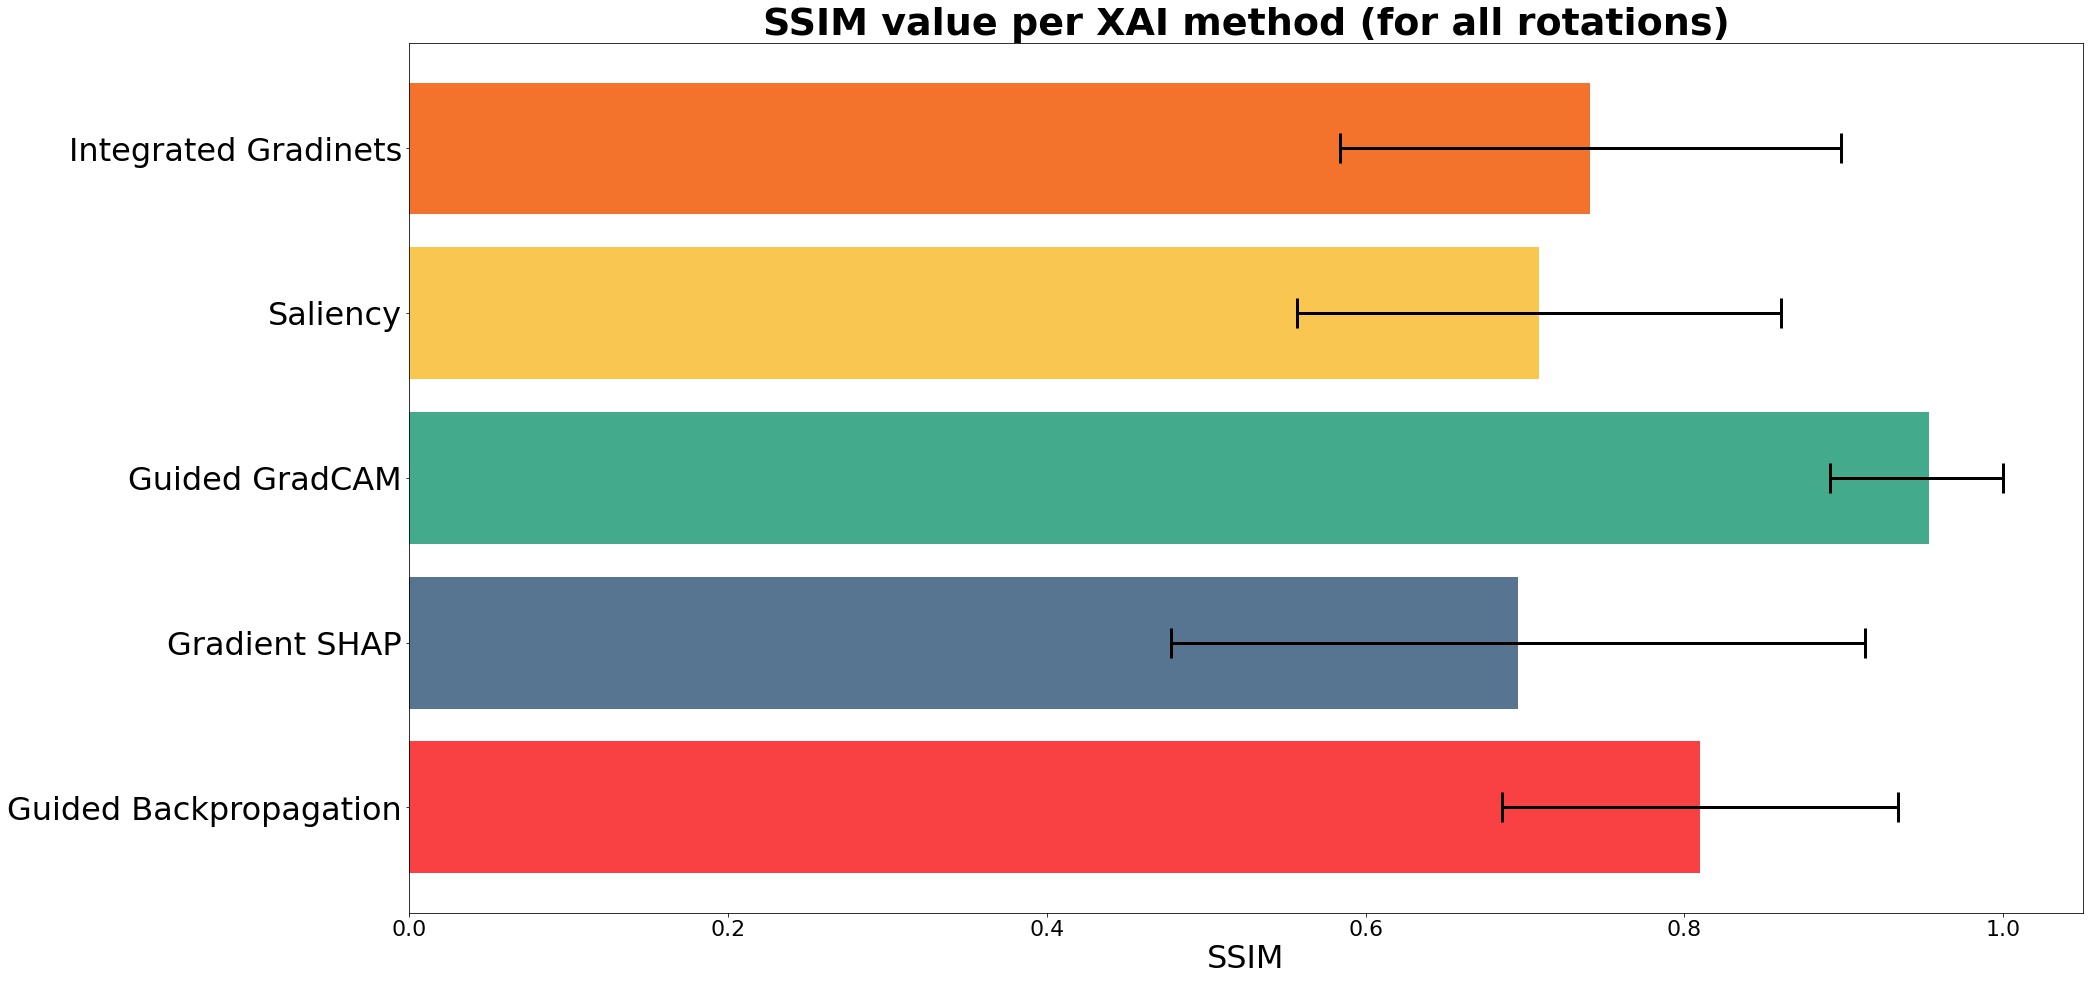 SSIM value per XAI method (for all rotations)
Integrated Gradinets
Saliency
Guided GradCAM
Gradient SHAP
Guided Backpropagation
0.0 0.2 0.4 0.6 0.8 1.0
SSIM